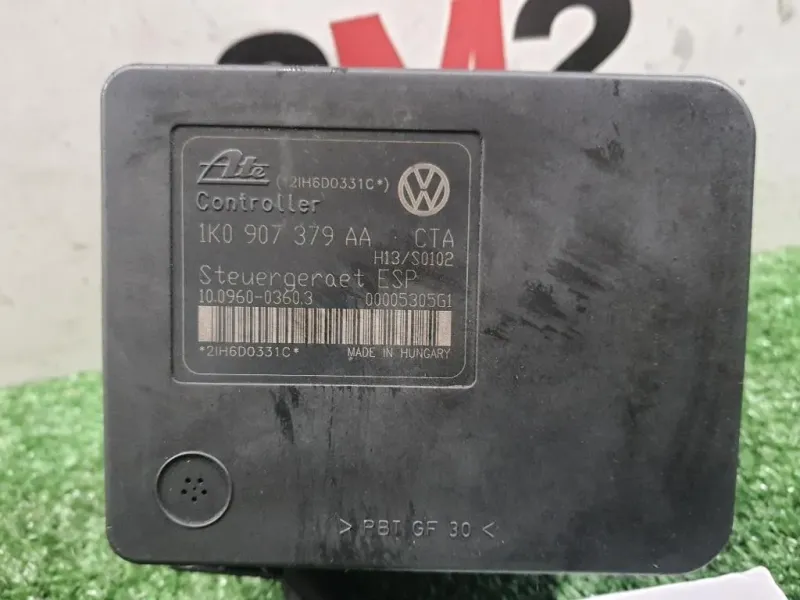 Ate (*2IH6D0331C*)
Controller
1K0 907 379 AA CTA
H13/S0102
Steuergeraet ESP
10.0960-0360.3 00005305G1
*2IH6D0331C* MADE IN HUNGARY
> PBT GF 30 <